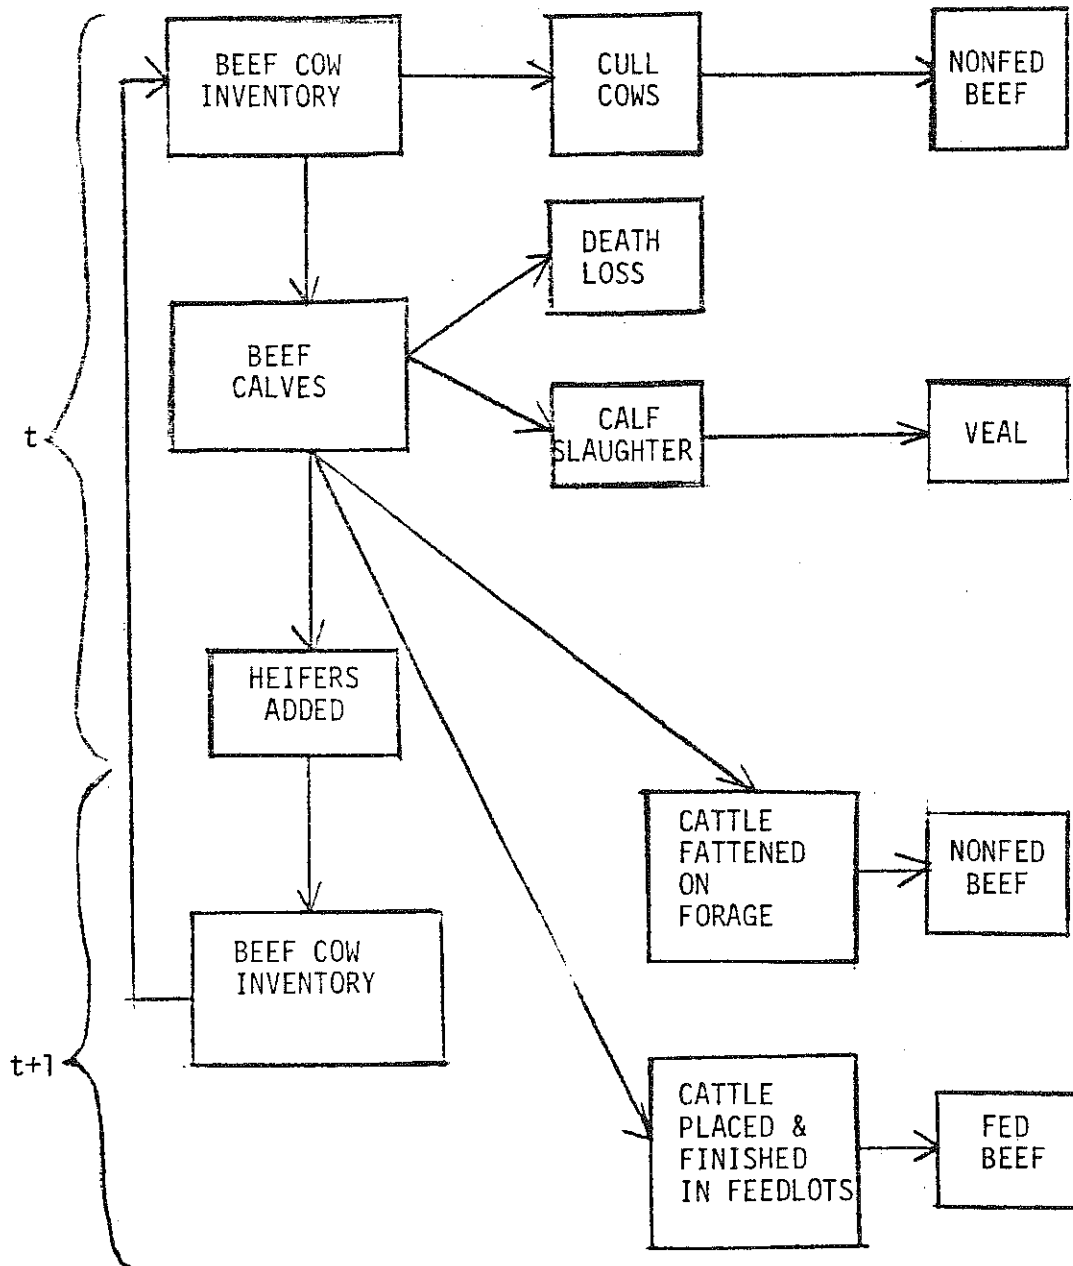 BEEF COW
INVENTORY
CULL
COWS
NONFED
BEEF
DEATH
LOSS
BEEF
CALVES
CALF
SLAUGHTER
VEAL
t
HEIFERS
ADDED
CATTLE
FATTENED
ON
FORAGE
NONFED
BEEF
BEEF COW
INVENTORY
t+1
CATTLE
PLACED &
FINISHED
IN FEEDLOTS
FED
BEEF